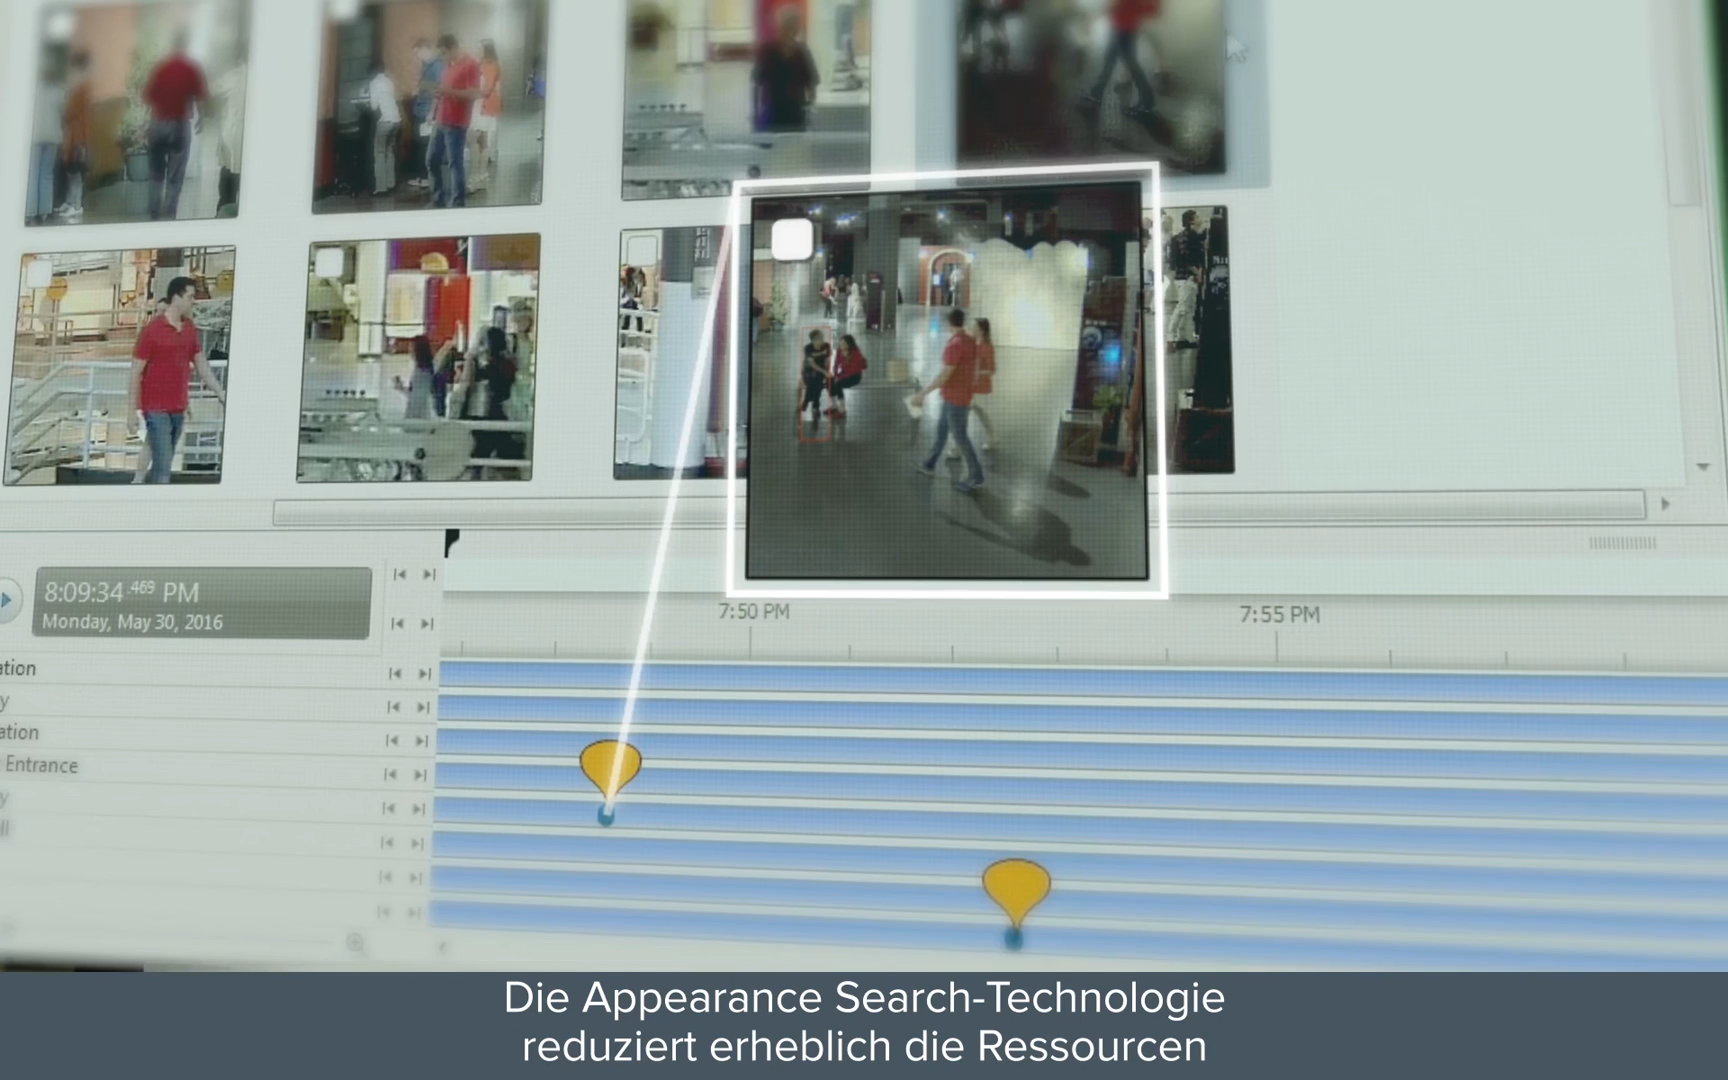 8:09:34.469 PM
Monday, May 30, 2016
7:50 PM
7:55 PM
ation
y
ation
Entrance
y
ll
Die Appearance Search-Technologie
reduziert erheblich die Ressourcen